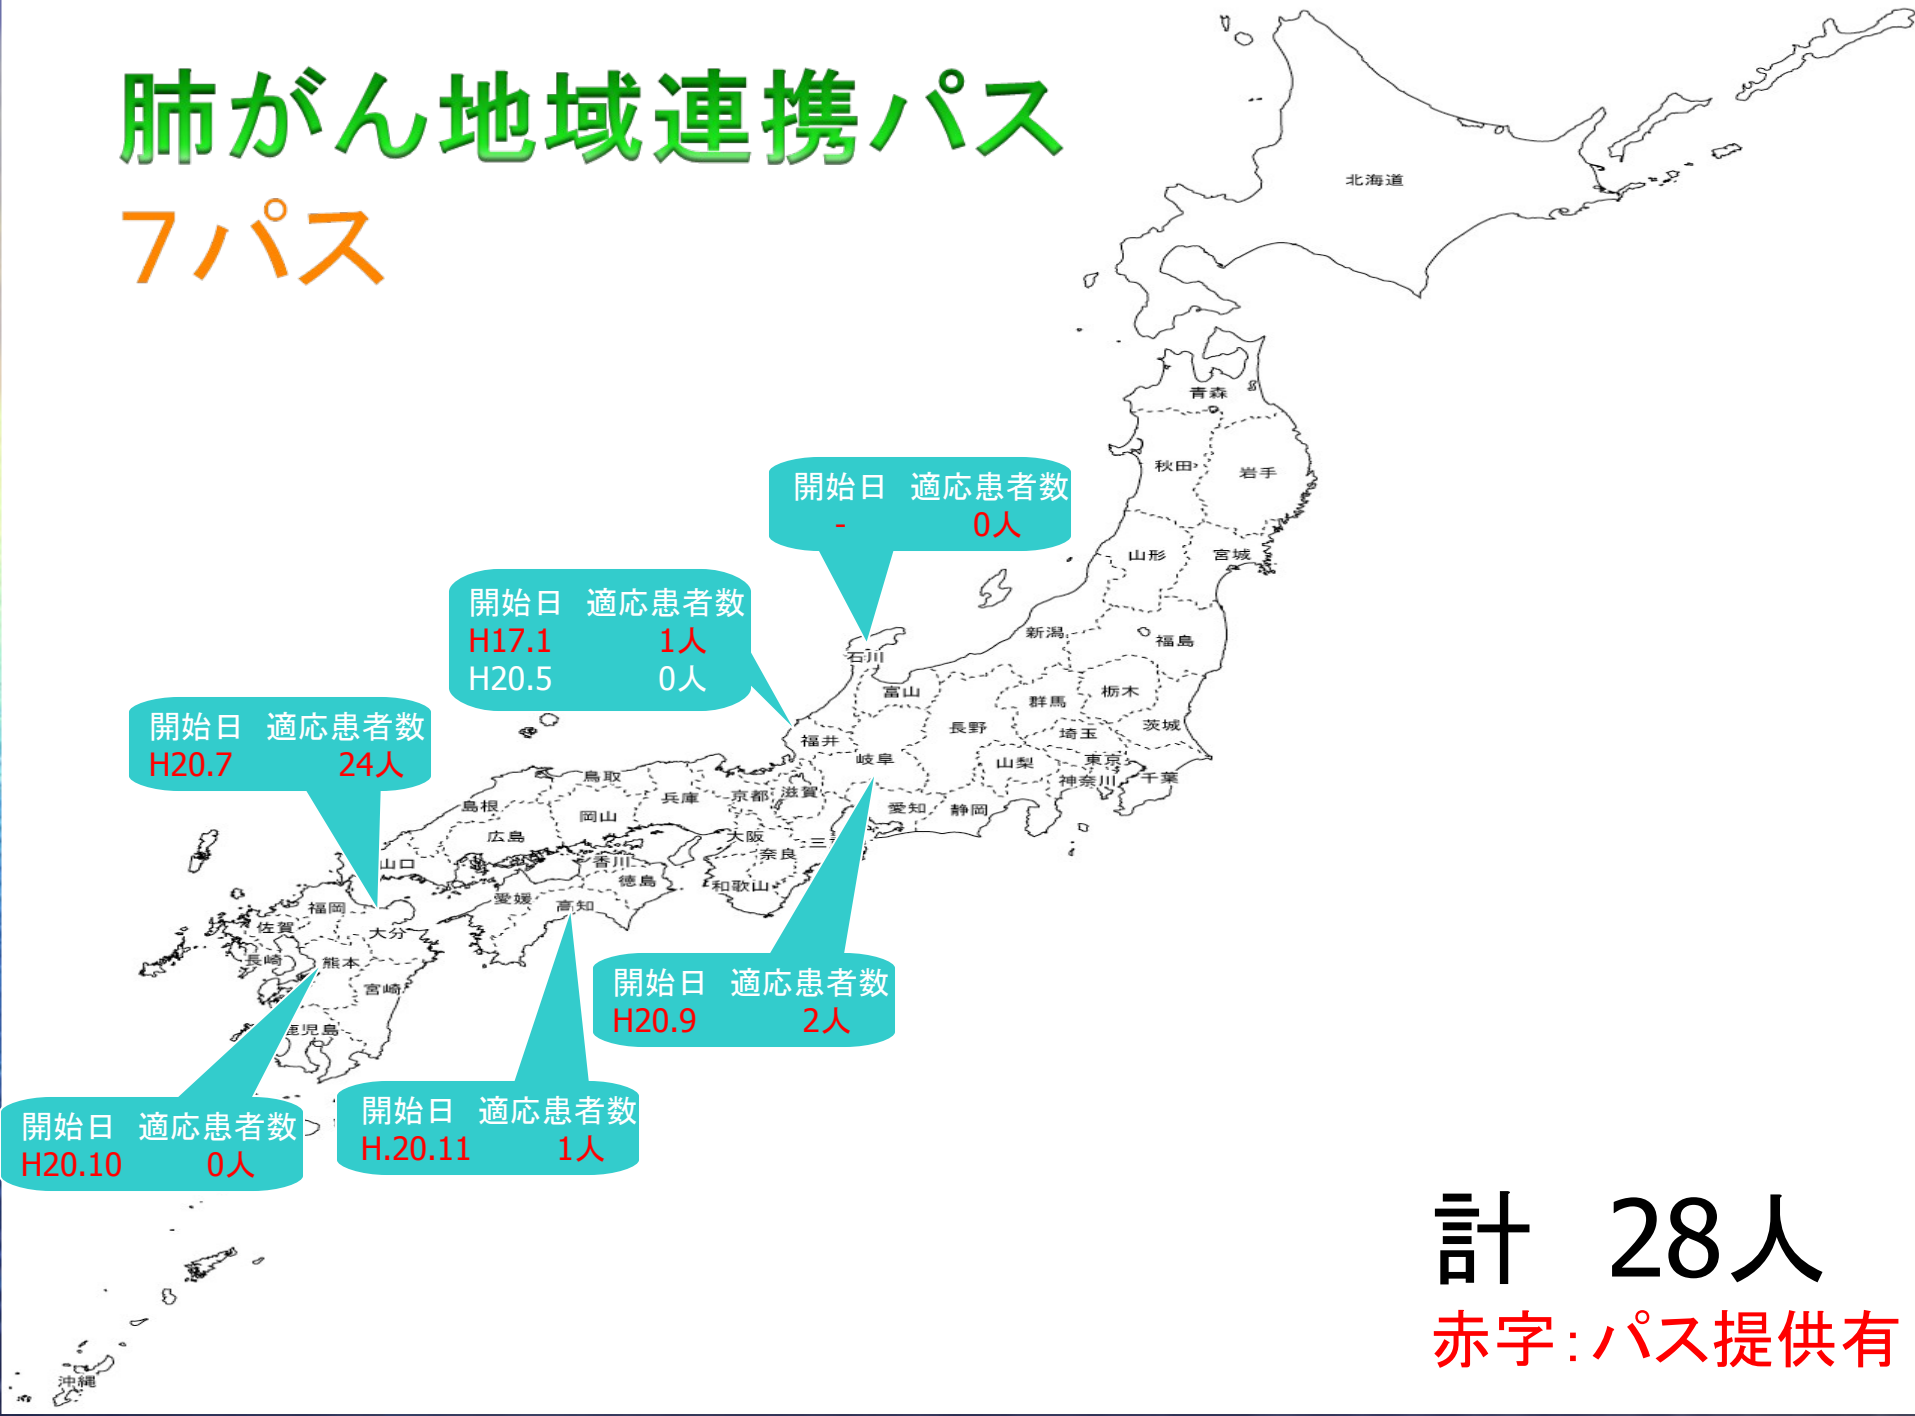 肺がん地域連携パス
7パス
北海道
青森
秋田
岩手
開始日 適応患者数
- 0人
山形
宮城
開始日 適応患者数
H17.1 1人
H20.5 0人
新潟
福島
石川
富山
群馬
栃木
開始日 適応患者数
H20.7 24人
長野
茨城
福井
埼玉
岐阜
山梨
東京
神奈川
千葉
鳥取
島根
兵庫
京都
滋賀
愛知
静岡
岡山
広島
大阪
三
奈良
山口
香川
徳島
和歌山
愛媛
高知
福岡
佐賀
大分
長崎
熊本
宮崎
鹿児島
開始日 適応患者数
H20.9 2人
開始日 適応患者数
H.20.11 1人
開始日 適応患者数
H20.10 0人
計 28人
赤字：パス提供有
沖縄